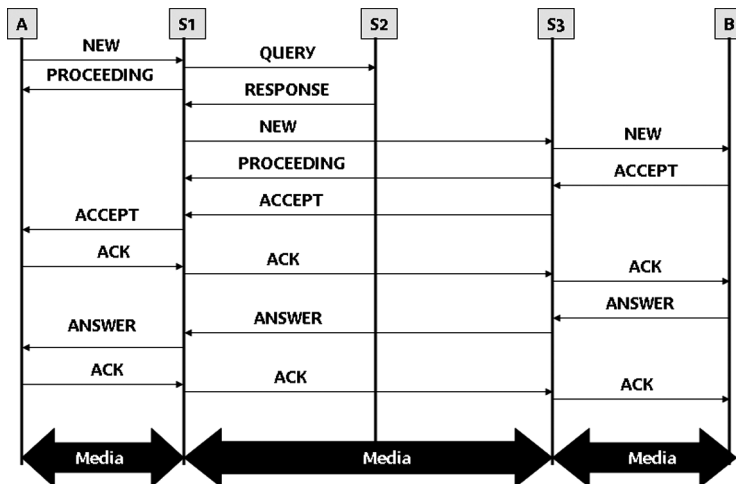 A S1 S2 S3 B
NEW
QUERY
PROCEEDING
RESPONSE
NEW
NEW
PROCEEDING
ACCEPT
ACCEPT
ACCEPT
ACK
ACK
ACK
ANSWER
ANSWER
ANSWER
ACK
ACK
ACK
Media Media Media